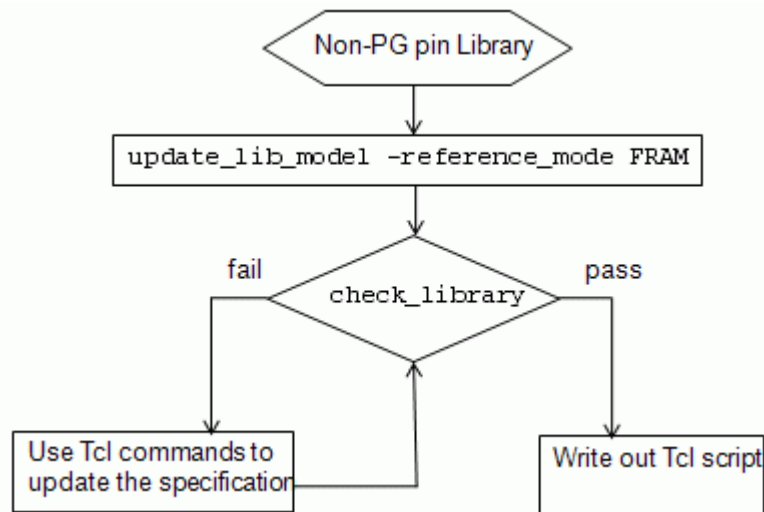 Non-PG pin Library
update_lib_model -reference_mode FRAM
fail
pass
check_library
Use Tcl commands to
update the specification
Write out Tcl script